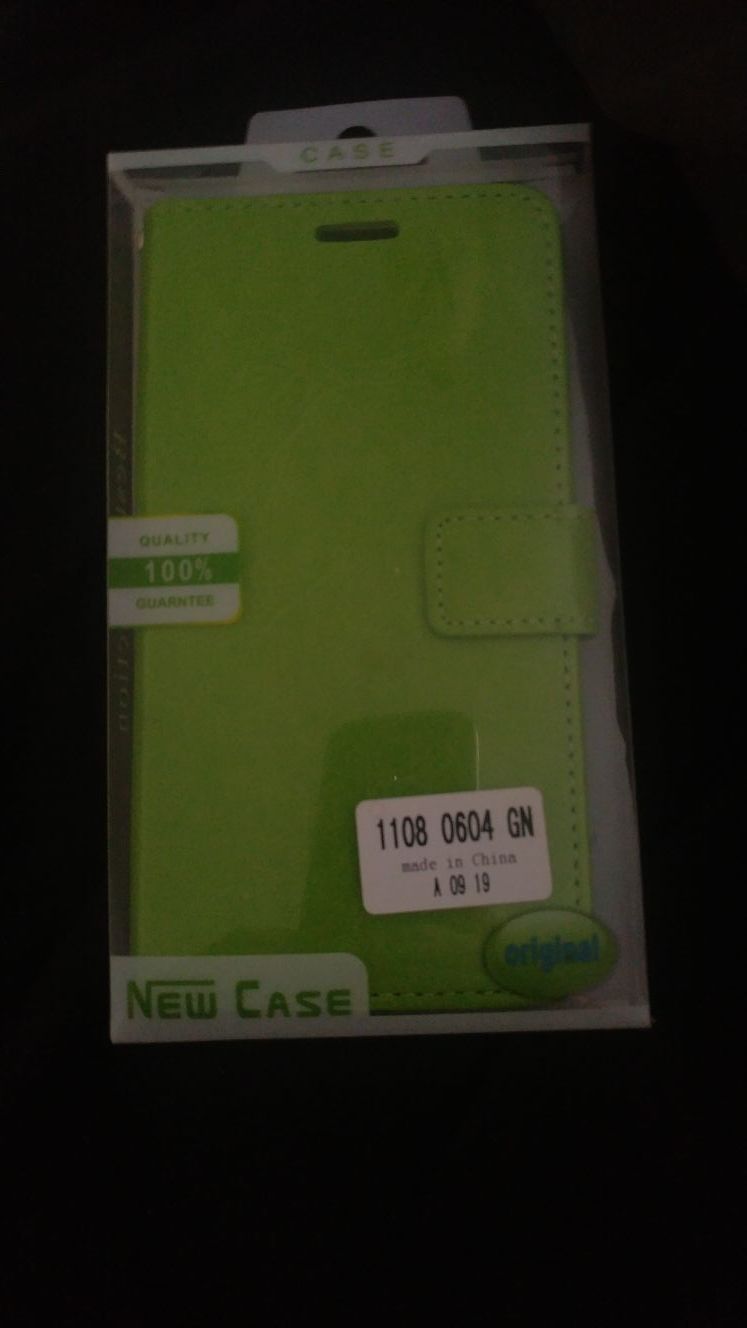 CASE
QUALITY
100%
GUARNTEE
1108 0604 GN
made in China
A 09 19
original
NEW CASE